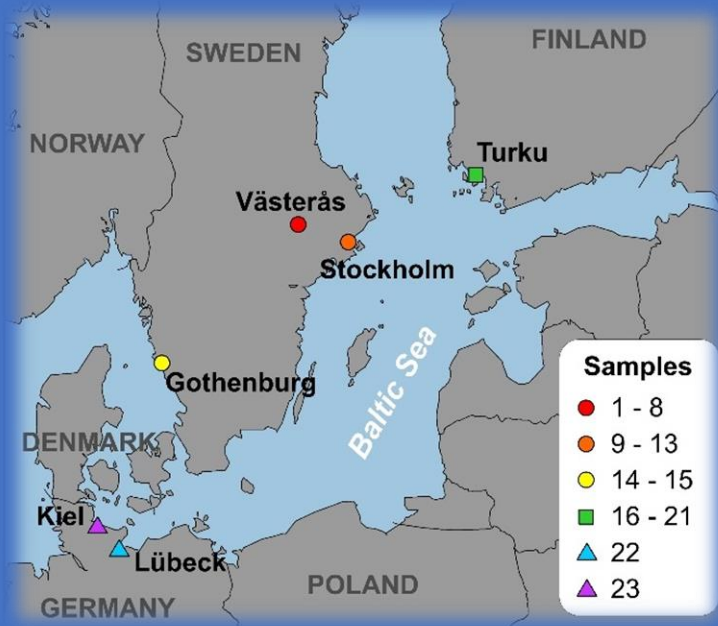 SWEDEN
FINLAND
NORWAY
Turku
Västerås
Stockholm
Gothenburg
Baltic Sea
DENMARK
Kiel
Lübeck
POLAND
GERMANY
Samples
1 - 8
9 - 13
14 - 15
16 - 21
22
23